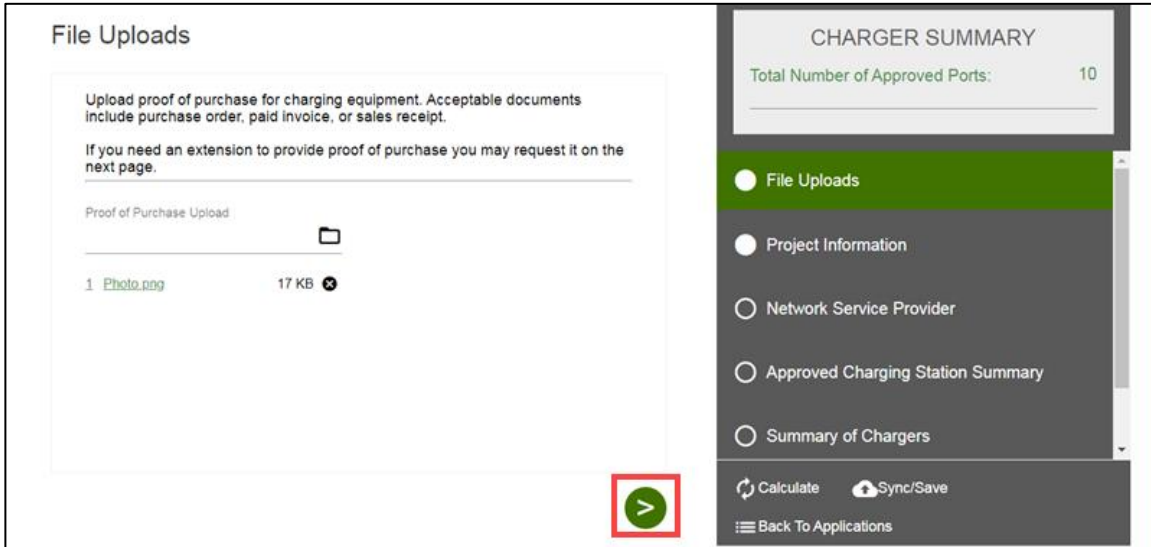 File Uploads
Upload proof of purchase for charging equipment. Acceptable documents
include purchase order, paid invoice, or sales receipt.
If you need an extension to provide proof of purchase you may request it on the
next page.
Proof of Purchase Upload
1 Photo.png 17 KB
>
CHARGER SUMMARY
Total Number of Approved Ports: 10
File Uploads
Project Information
Network Service Provider
Approved Charging Station Summary
Summary of Chargers
Calculate Sync/Save
Back To Applications